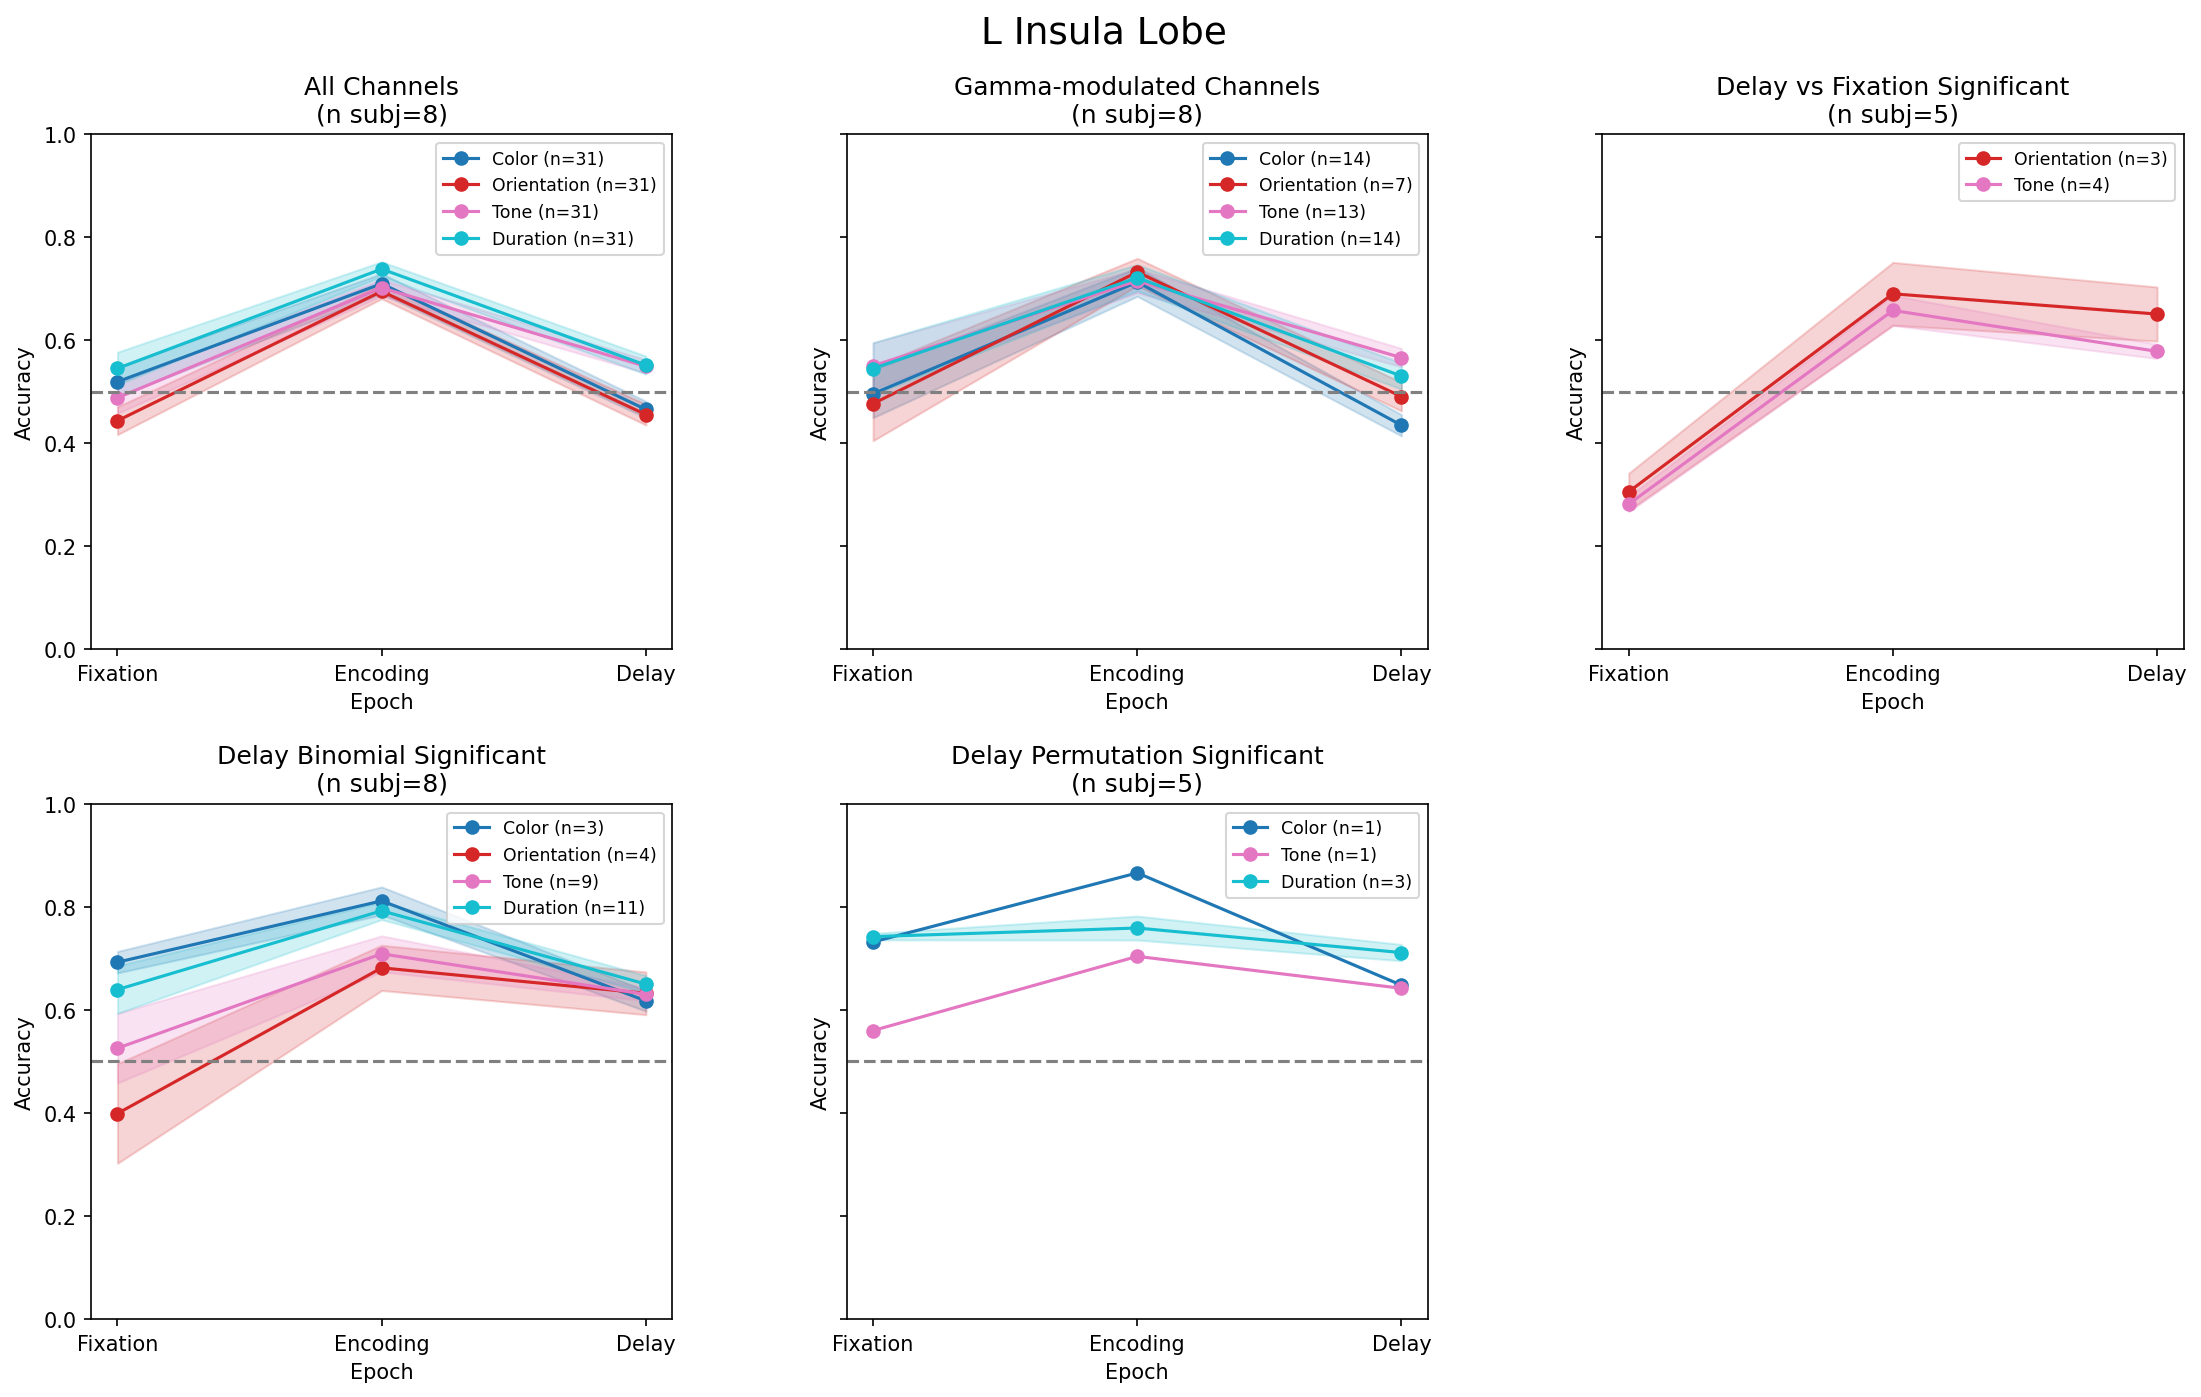 L Insula Lobe
All Channels
(n subj=8)
1.0
0.8
0.6
0.4
0.2
0.0
Accuracy
Color (n=31)
Orientation (n=31)
Tone (n=31)
Duration (n=31)
Fixation
Encoding
Delay
Epoch
Gamma-modulated Channels
(n subj=8)
Accuracy
Color (n=14)
Orientation (n=7)
Tone (n=13)
Duration (n=14)
Fixation
Encoding
Delay
Epoch
Delay vs Fixation Significant
(n subj=5)
Accuracy
Orientation (n=3)
Tone (n=4)
Fixation
Encoding
Delay
Epoch
Delay Binomial Significant
(n subj=8)
1.0
0.8
0.6
0.4
0.2
0.0
Accuracy
Color (n=3)
Orientation (n=4)
Tone (n=9)
Duration (n=11)
Fixation
Encoding
Delay
Epoch
Delay Permutation Significant
(n subj=5)
Accuracy
Color (n=1)
Tone (n=1)
Duration (n=3)
Fixation
Encoding
Delay
Epoch